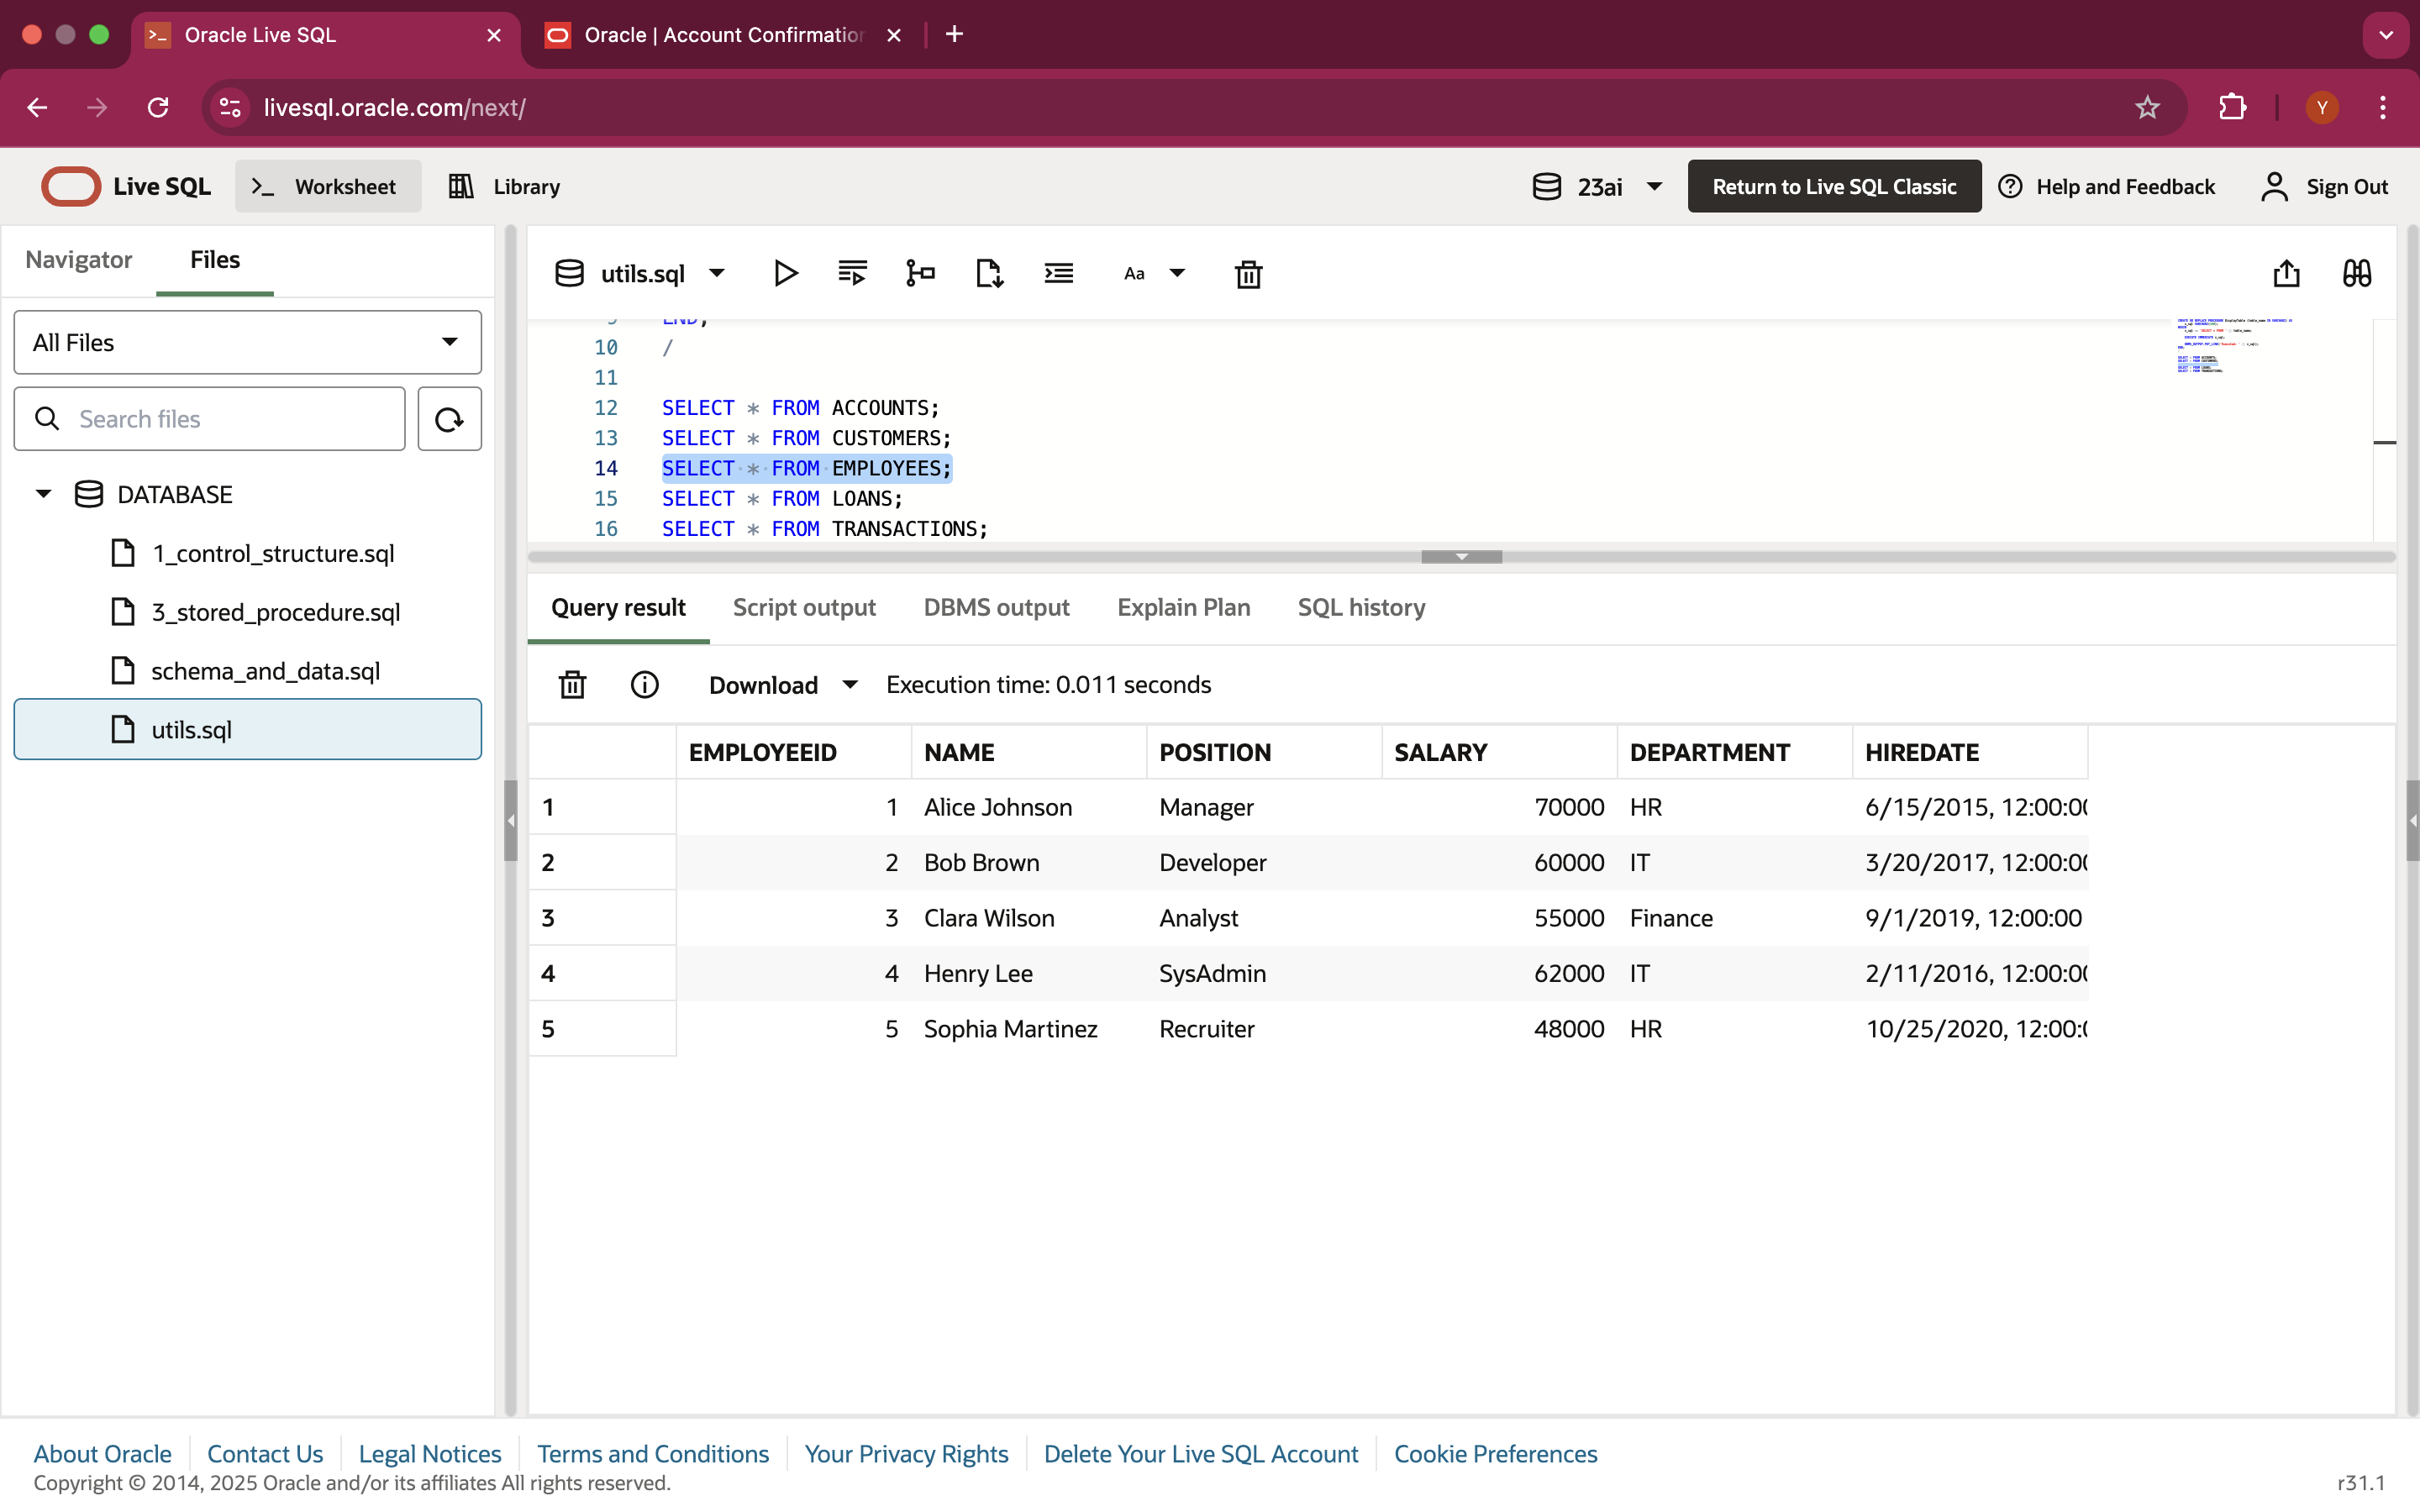 Oracle Live SQL
Oracle | Account Confirmation
livesql.oracle.com/next/
Y
Live SQL
Worksheet
Library
23ai
Return to Live SQL Classic
Help and Feedback
Sign Out
Navigator
Files
All Files
Search files
DATABASE
1_control_structure.sql
3_stored_procedure.sql
schema_and_data.sql
utils.sql
utils.sql
Aa
9 END;
10 /
11
12 SELECT * FROM ACCOUNTS;
13 SELECT * FROM CUSTOMERS;
14 SELECT * FROM EMPLOYEES;
15 SELECT * FROM LOANS;
16 SELECT * FROM TRANSACTIONS;
Query result Script output DBMS output Explain Plan SQL history
Download Execution time: 0.011 seconds
EMPLOYEEID NAME POSITION SALARY DEPARTMENT HIREDATE
1 1 Alice Johnson Manager 70000 HR 6/15/2015, 12:00:00
2 2 Bob Brown Developer 60000 IT 3/20/2017, 12:00:00
3 3 Clara Wilson Analyst 55000 Finance 9/1/2019, 12:00:00
4 4 Henry Lee SysAdmin 62000 IT 2/11/2016, 12:00:00
5 5 Sophia Martinez Recruiter 48000 HR 10/25/2020, 12:00:0
About Oracle Contact Us Legal Notices Terms and Conditions Your Privacy Rights Delete Your Live SQL Account Cookie Preferences
Copyright © 2014, 2025 Oracle and/or its affiliates All rights reserved.
r31.1